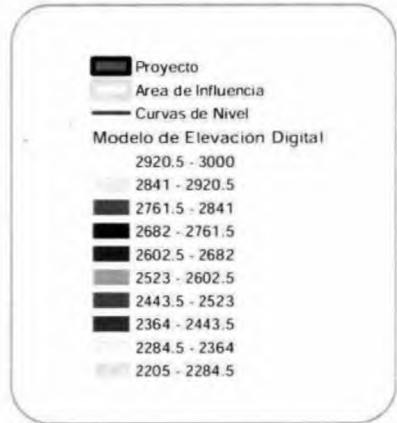 Proyecto
Area de Influencia
Curvas de Nivel
Modelo de Elevación Digital
2920.5 - 3000
2841 - 2920.5
2761.5 - 2841
2682 - 2761.5
2602.5 - 2682
2523 - 2602.5
2443.5 - 2523
2364 - 2443.5
2284.5 - 2364
2205 - 2284.5